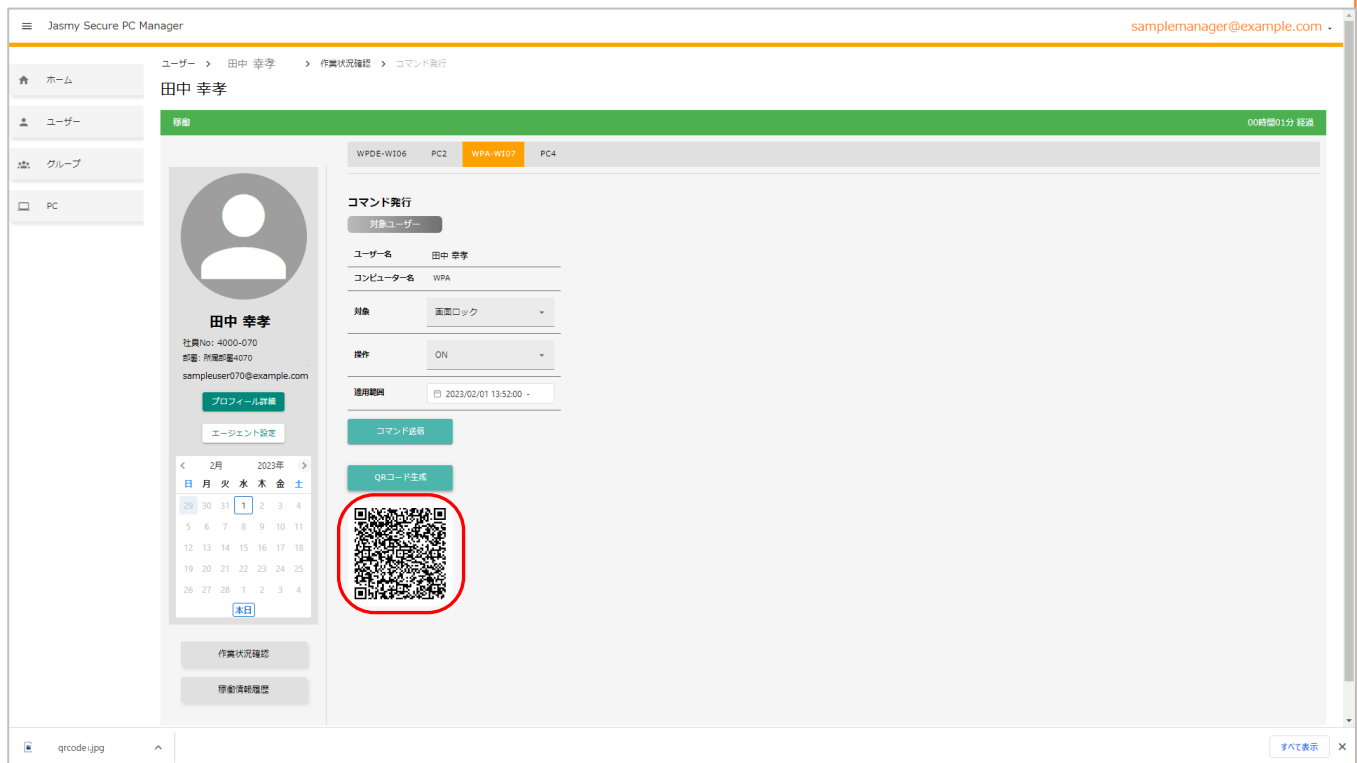 Jasmy Secure PC Manager
samplemanager@example.com
ユーザー > 田中 幸孝 > 作業状況確認 > コマンド発行
田中 幸孝
ホーム
ユーザー
グループ
PC
稼働 00時間01分 経過
WPDE-WI06 PC2 WPA-WI07 PC4
田中 幸孝
社員No: 4000-070
部署: 所属部署4070
sampleuser070@example.com
プロフィール詳細
エージェント設定
< 2月 2023年 >
日 月 火 水 木 金 土
29 30 31 1 2 3 4
5 6 7 8 9 10 11
12 13 14 15 16 17 18
19 20 21 22 23 24 25
26 27 28 1 2 3 4
本日
作業状況確認
稼働情報履歴
コマンド発行
対象ユーザー
ユーザー名 田中 幸孝
コンピューター名 WPA
対象 画面ロック
操作 ON
適用範囲 2023/02/01 13:52:00 -
コマンド送信
QRコード生成
qrcode.jpg
すべて表示